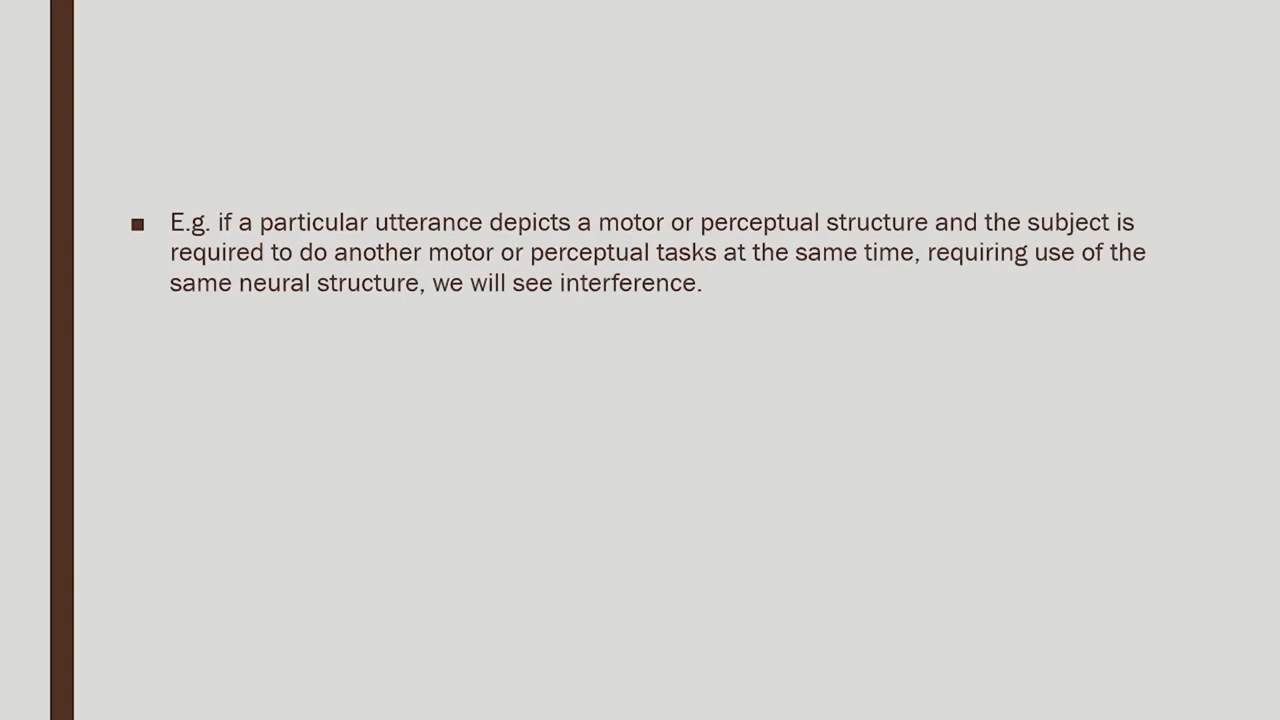 E.g. if a particular utterance depicts a motor or perceptual structure and the subject is
required to do another motor or perceptual tasks at the same time, requiring use of the
same neural structure, we will see interference.